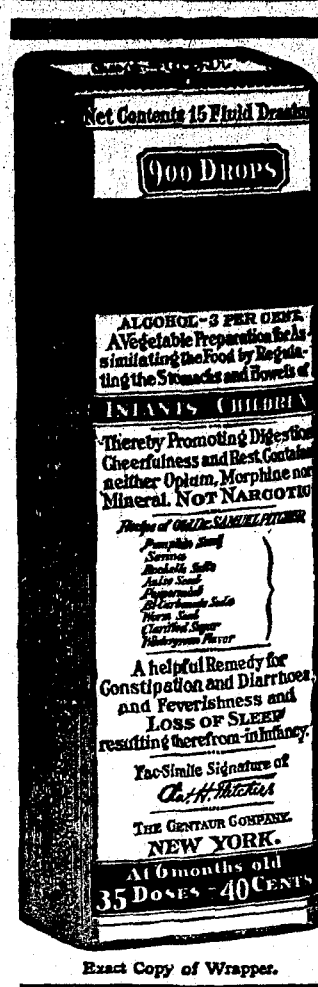 Net Contents 15 Fluid Drachms
900 DROPS
ALCOHOL-3 PER CENT.
A Vegetable Preparation for As-
similating the Food by Regula-
ting the Stomachs and Bowels of
INFANTS CHILDREN
Thereby Promoting Digestion
Cheerfulness and Rest. Contains
neither Opium, Morphine nor
Mineral. NOT NARCOTIC
Recipe of Old Dr. SAMUEL PITCHER
Pumpkin Seed
Senna
Rochelle Salts
Anise Seed
Peppermint
Bi-Carbonate Soda
Worm Seed
Clarified Sugar
Wintergreen Flavor
A helpful Remedy for
Constipation and Diarrhoea,
and Feverishness and
LOSS OF SLEEP
resulting therefrom-in Infancy.
Fac-Simile Signature of
Chas. H. Fletcher
THE CENTAUR COMPANY.
NEW YORK.
At 6 months old
35 DOSES - 40 CENTS
Exact Copy of Wrapper.